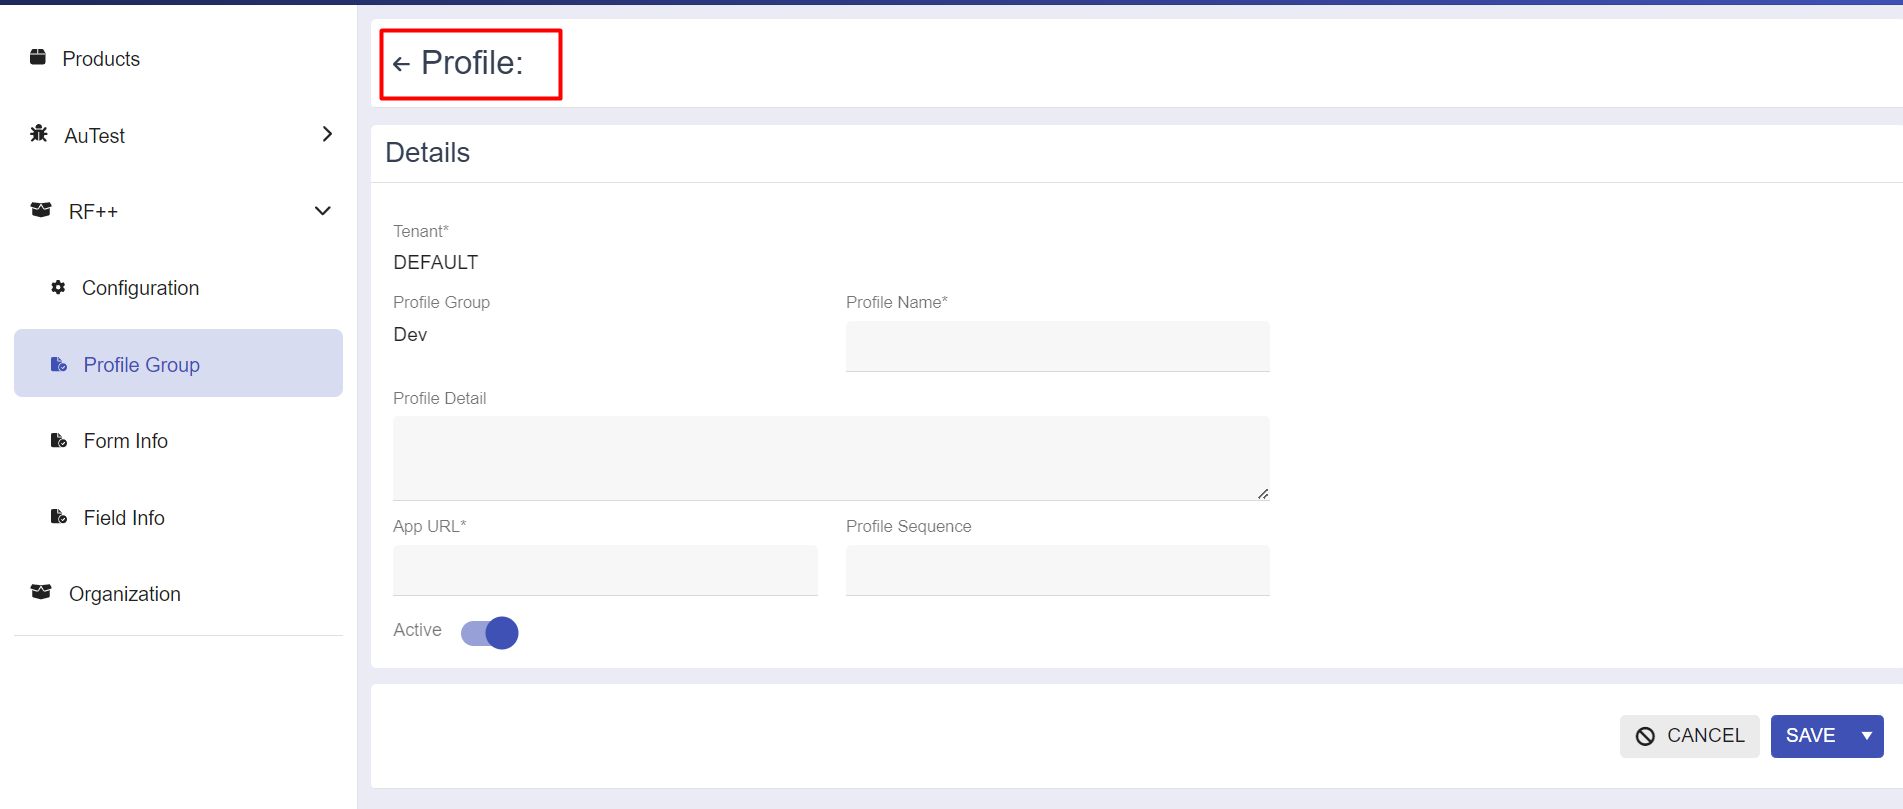 Products
AuTest
RF++
Configuration
Profile Group
Form Info
Field Info
Organization
Profile:
Details
Tenant*
DEFAULT
Profile Group
Dev
Profile Name*
Profile Detail
App URL*
Profile Sequence
Active
CANCEL
SAVE